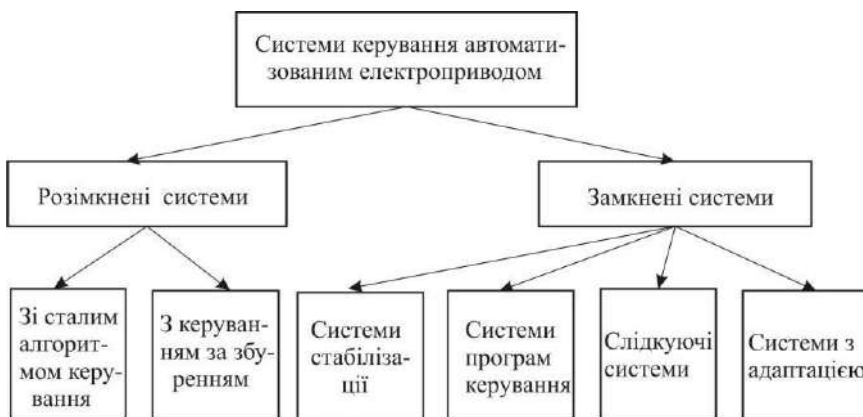 Системи керування автомати-
зованим електроприводом
Розімкнені системи
Замкнені системи
Зі сталим
алгорит-
мом керу-
вання
З керуван-
ням за збу-
ренням
Системи
стабіліза-
ції
Системи
програм
керування
Слідкуючі
системи
Системи з
адаптацією